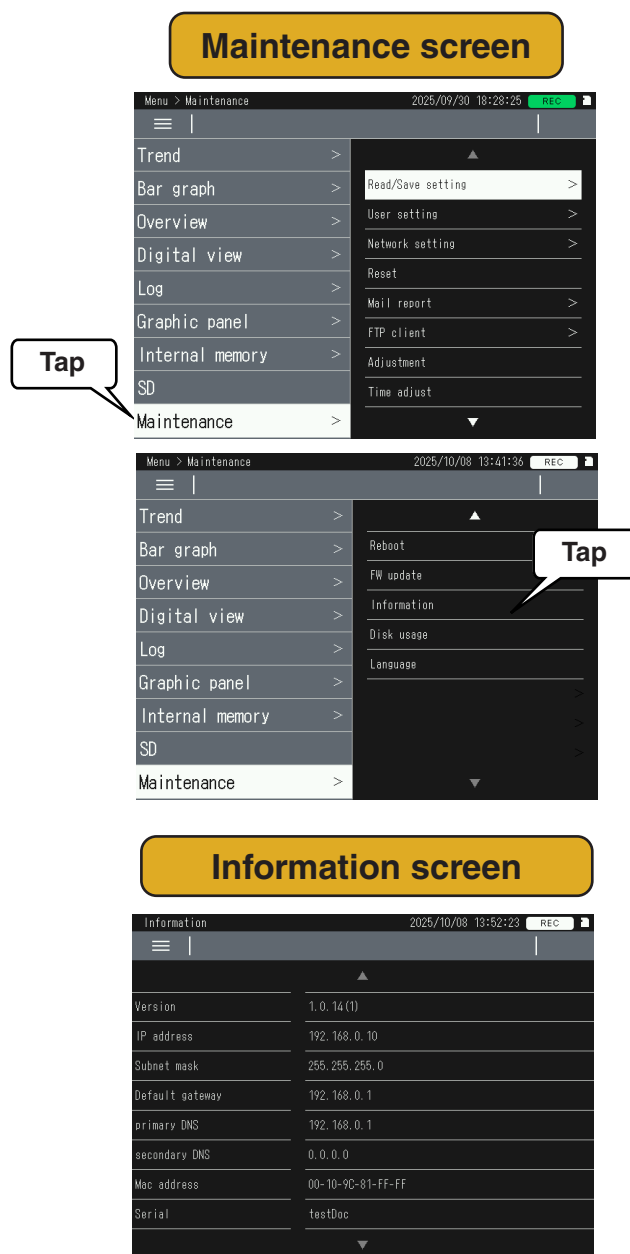 Maintenance screen
Menu > Maintenance 2025/09/30 18:28:25 REC
Trend >
Bar graph >
Overview >
Digital view >
Log >
Graphic panel >
Internal memory >
SD
Maintenance >
Read/Save setting >
User setting >
Network setting >
Reset
Mail report >
FTP client >
Adjustment
Time adjust
Tap
Menu > Maintenance 2025/10/08 13:41:36 REC
Trend >
Bar graph >
Overview >
Digital view >
Log >
Graphic panel >
Internal memory >
SD
Maintenance >
Reboot
FW update
Information
Disk usage
Language
>
>
>
Tap
Information screen
Information 2025/10/08 13:52:23 REC
Version 1.0.14(1)
IP address 192.168.0.10
Subnet mask 255.255.255.0
Default gateway 192.168.0.1
primary DNS 192.168.0.1
secondary DNS 0.0.0.0
Mac address 00-10-9C-81-FF-FF
Serial testDoc